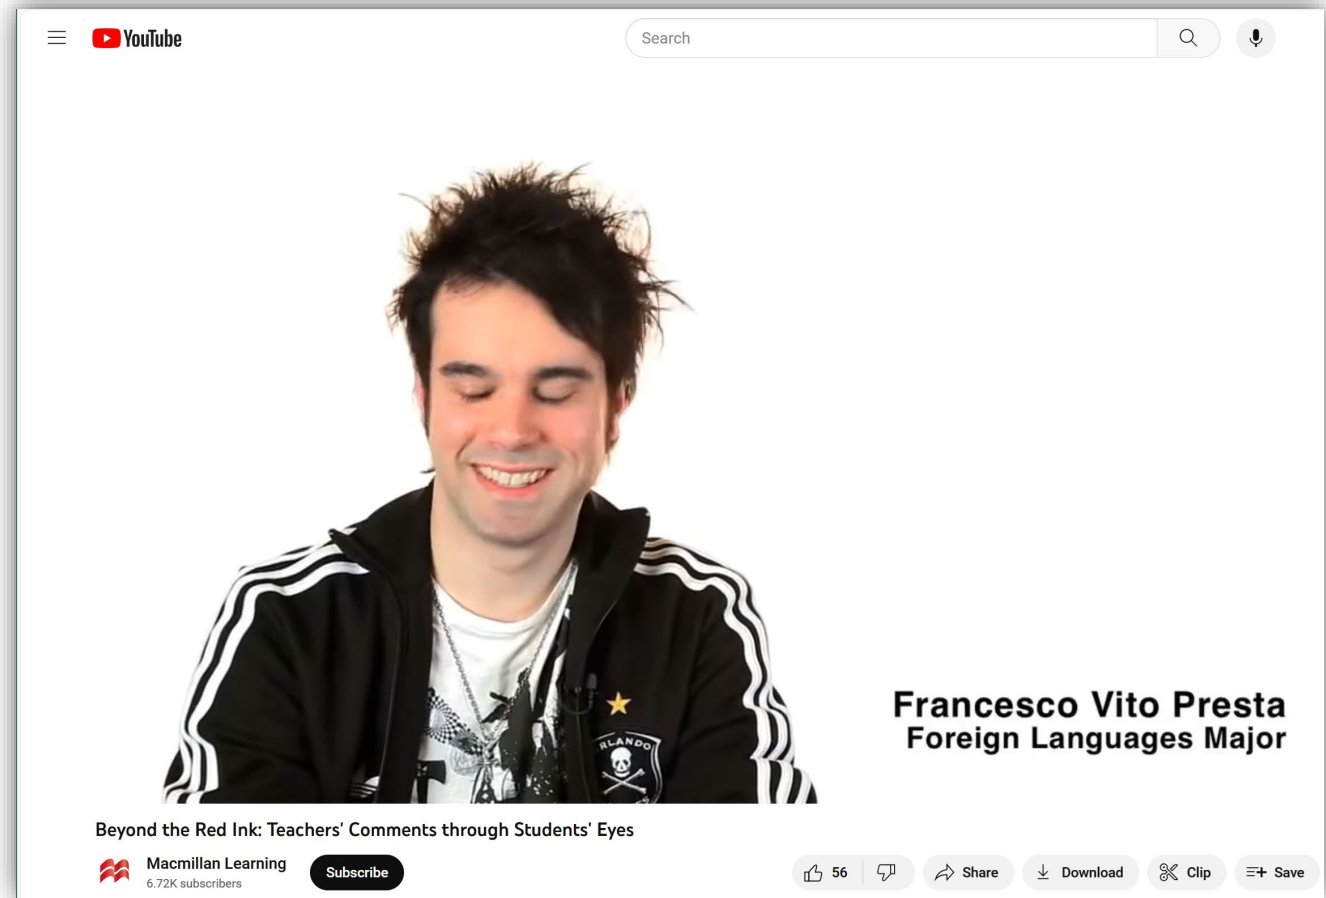 YouTube
Search
Francesco Vito Presta
Foreign Languages Major
RLANDO
Beyond the Red Ink: Teachers' Comments through Students' Eyes
Macmillan Learning
6.72K subscribers
Subscribe
56
Share
Download
Clip
Save